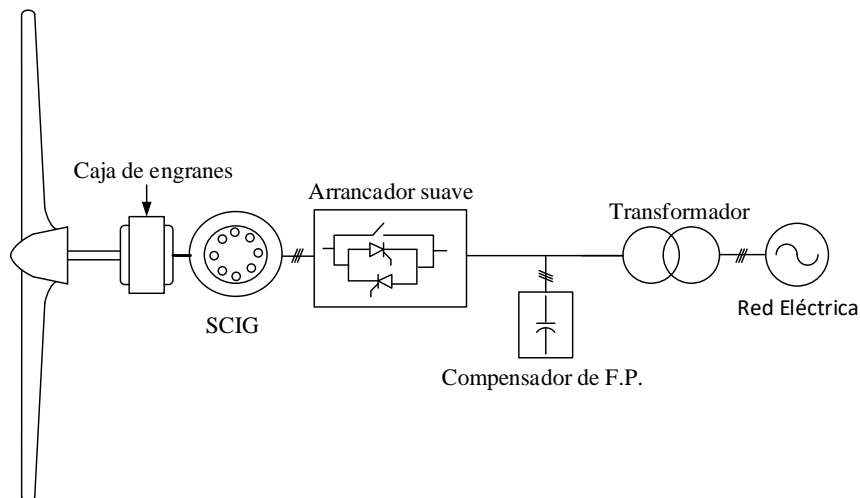 Caja de engranes
Arrancador suave
Transformador
SCIG
Red Eléctrica
Compensador de F.P.